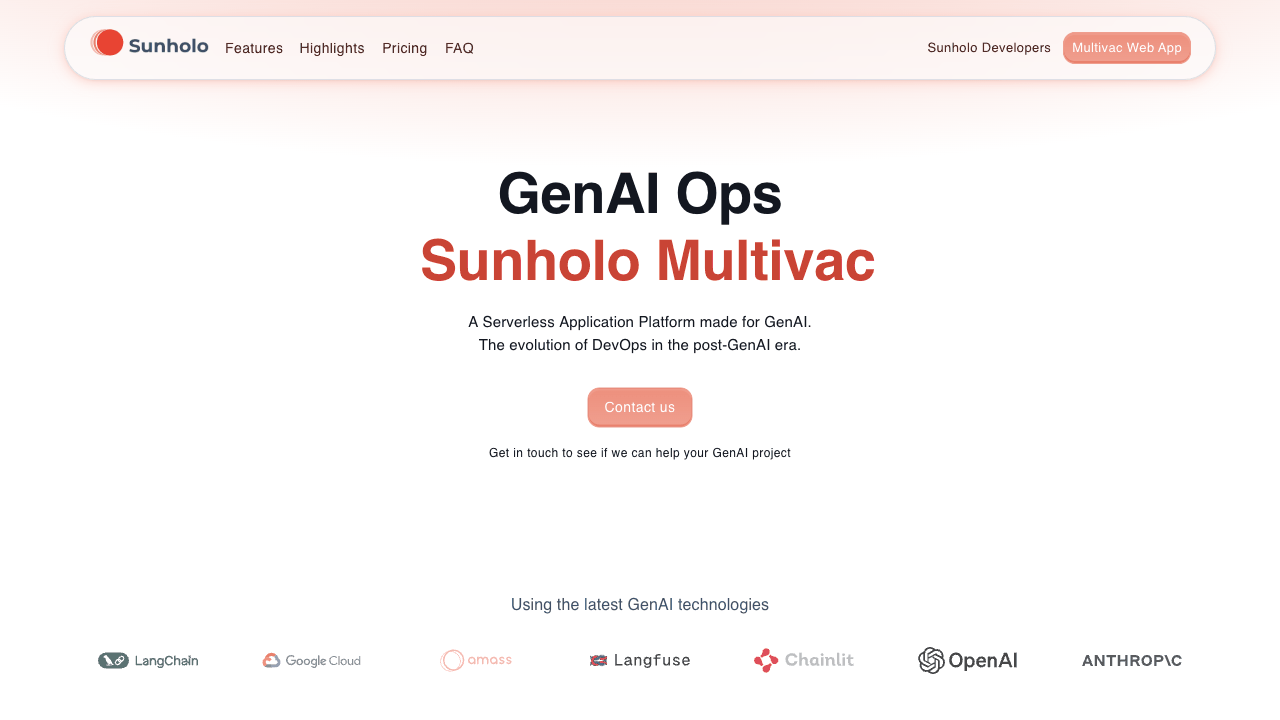 Sunholo
Features
Highlights
Pricing
FAQ
Sunholo Developers
Multivac Web App
GenAI Ops
Sunholo Multivac
A Serverless Application Platform made for GenAI.
The evolution of DevOps in the post-GenAI era.
Contact us
Get in touch to see if we can help your GenAI project
Using the latest GenAI technologies
LangChain
Google Cloud
amass
Langfuse
Chainlit
OpenAI
ANTHROP\C